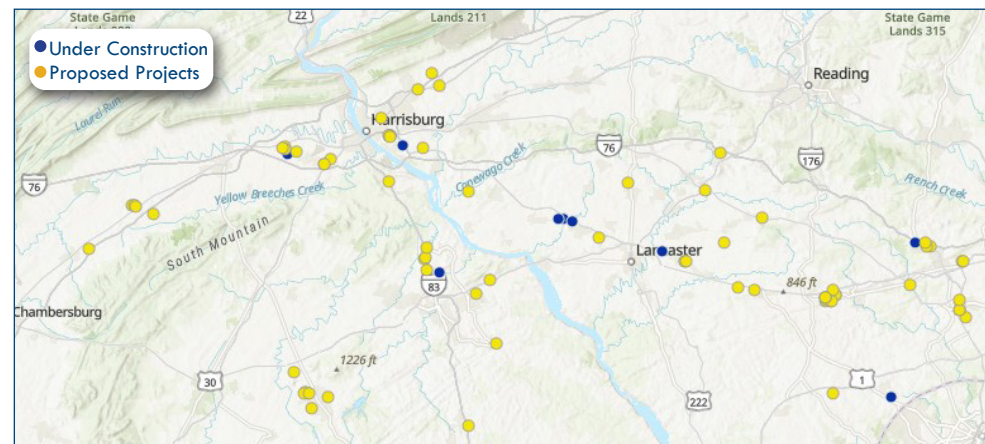 State Game
Lands 211
State Game
Lands 315
22
Under Construction
Proposed Projects
Reading
Laurel Run
Harrisburg
76
176
Conewago Creek
French Creek
76
Yellow Breeches Creek
South Mountain
Lancaster
83
846 ft
Chambersburg
1226 ft
30
1
222